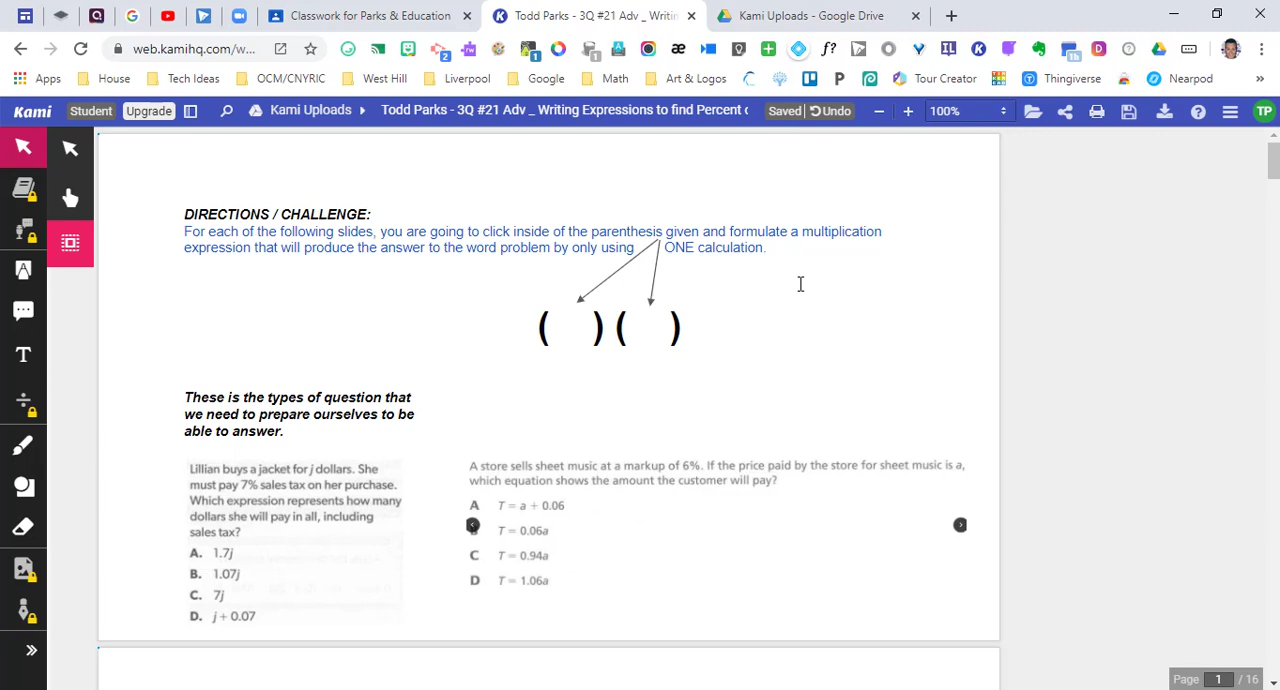 Classwork for Parks & Education
Todd Parks - 3Q #21 Adv _ Writin
Kami Uploads - Google Drive
web.kamihq.com/w...
Apps
House
Tech Ideas
OCM/CNYRIC
West Hill
Liverpool
Google
Math
Art & Logos
Tour Creator
Thingiverse
Nearpod
Kami
Student
Upgrade
Kami Uploads
Todd Parks - 3Q #21 Adv _ Writing Expressions to find Percent o
Saved
Undo
100%
TP
DIRECTIONS / CHALLENGE:
For each of the following slides, you are going to click inside of the parenthesis given and formulate a multiplication
expression that will produce the answer to the word problem by only using ONE calculation.
( ) ( )
These is the types of question that
we need to prepare ourselves to be
able to answer.
Lillian buys a jacket for j dollars. She
must pay 7% sales tax on her purchase.
Which expression represents how many
dollars she will pay in all, including
sales tax?
A. 1.7j
B. 1.07j
C. 7j
D. j + 0.07
A store sells sheet music at a markup of 6%. If the price paid by the store for sheet music is a,
which equation shows the amount the customer will pay?
A T = a + 0.06
T = 0.06a
C T = 0.94a
D T = 1.06a
Page 1 / 16